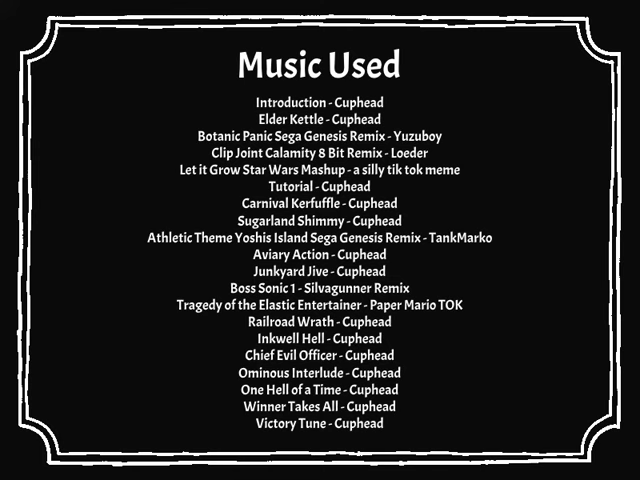 Music Used
Introduction - Cuphead
Elder Kettle - Cuphead
Botanic Panic Sega Genesis Remix - Yuzuboy
Clip Joint Calamity 8 Bit Remix - Loeder
Let it Grow Star Wars Mashup - a silly tik tok meme
Tutorial - Cuphead
Carnival Kerfuffle - Cuphead
Sugarland Shimmy - Cuphead
Athletic Theme Yoshis Island Sega Genesis Remix - TankMarko
Aviary Action - Cuphead
Junkyard Jive - Cuphead
Boss Sonic 1 - Silvagunner Remix
Tragedy of the Elastic Entertainer - Paper Mario TOK
Railroad Wrath - Cuphead
Inkwell Hell - Cuphead
Chief Evil Officer - Cuphead
Ominous Interlude - Cuphead
One Hell of a Time - Cuphead
Winner Takes All - Cuphead
Victory Tune - Cuphead